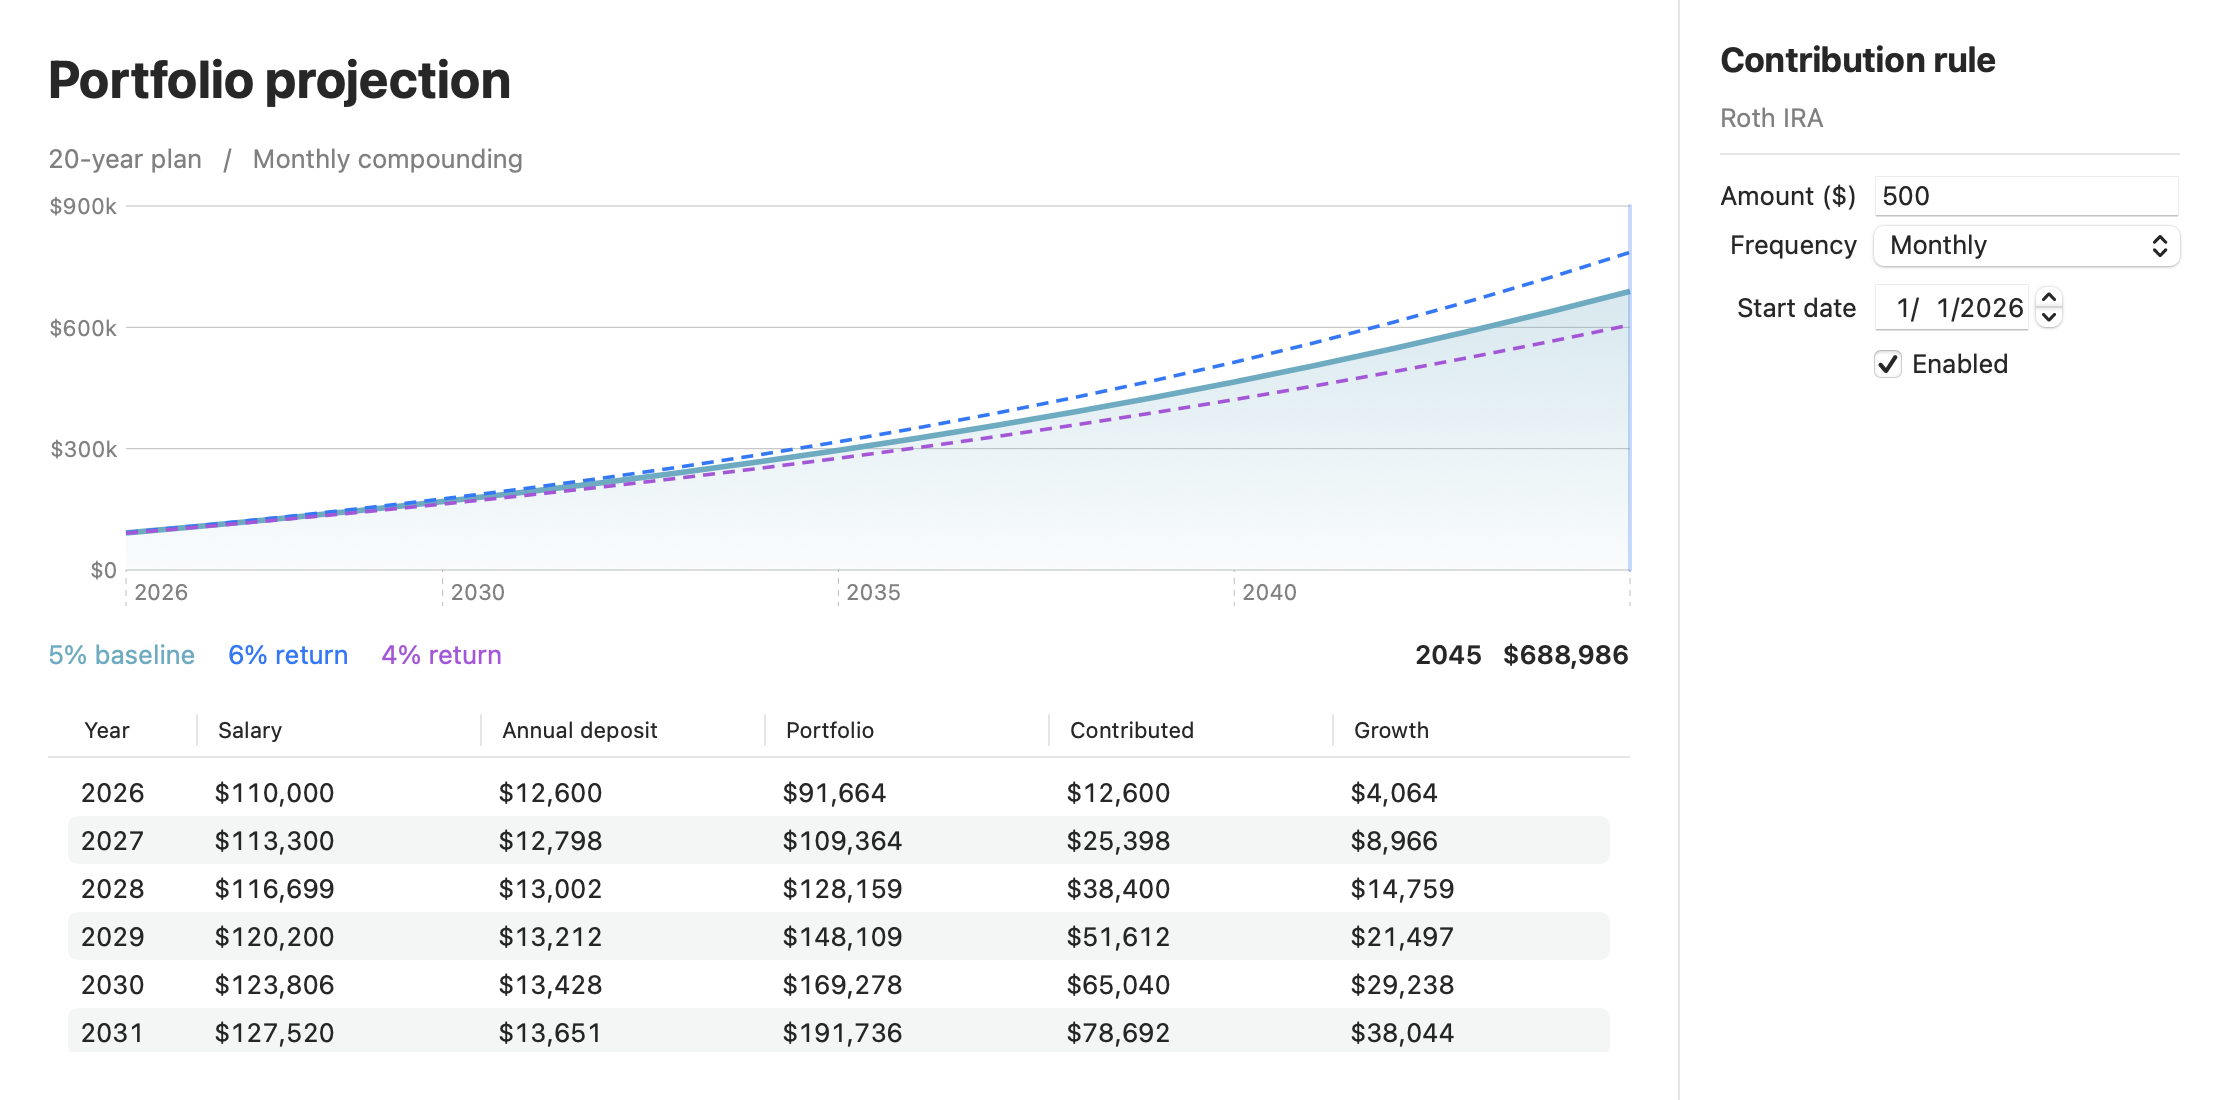 Portfolio projection
20-year plan / Monthly compounding
$900k
$600k
$300k
$0
2026 2030 2035 2040
5% baseline 6% return 4% return 2045 $688,986
Year Salary Annual deposit Portfolio Contributed Growth
2026 $110,000 $12,600 $91,664 $12,600 $4,064
2027 $113,300 $12,798 $109,364 $25,398 $8,966
2028 $116,699 $13,002 $128,159 $38,400 $14,759
2029 $120,200 $13,212 $148,109 $51,612 $21,497
2030 $123,806 $13,428 $169,278 $65,040 $29,238
2031 $127,520 $13,651 $191,736 $78,692 $38,044
Contribution rule
Roth IRA
Amount ($) 500
Frequency Monthly
Start date 1/ 1/2026
Enabled